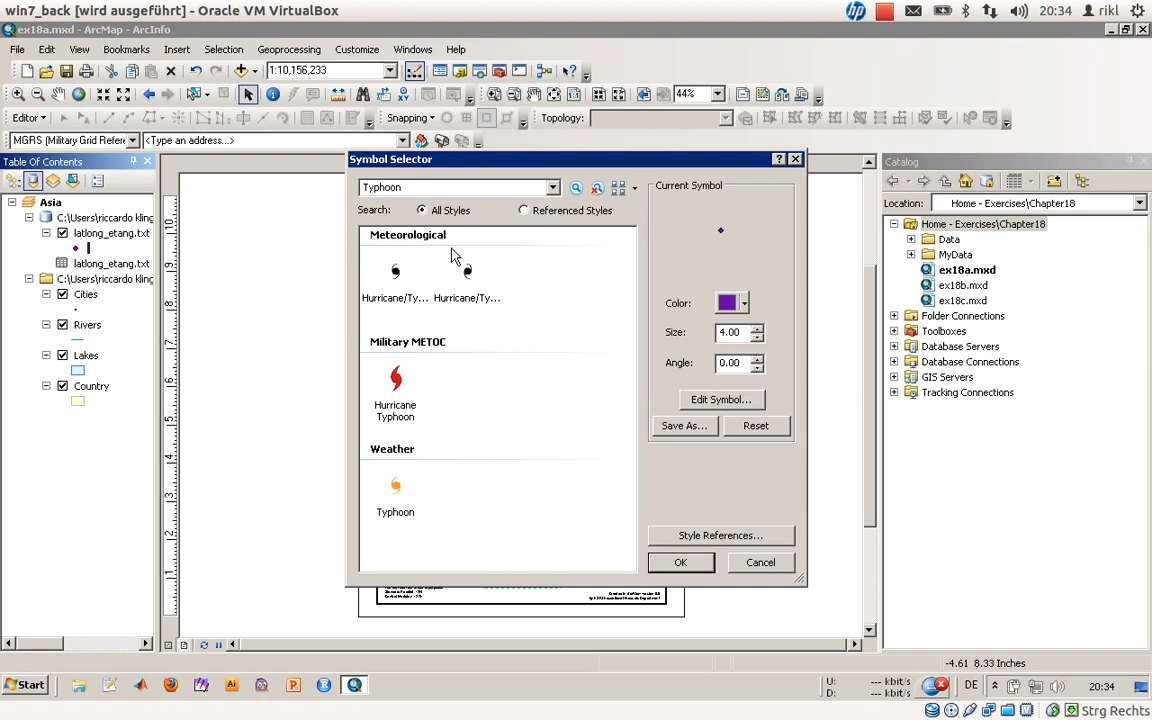 win7_back [wird ausgeführt] - Oracle VM VirtualBox
20:34 rikl
ex18a.mxd - ArcMap - ArcInfo
File Edit View Bookmarks Insert Selection Geoprocessing Customize Windows Help
1:10,156,233
44%
Editor Snapping Topology:
MGRS (Military Grid Refere <Type an address>
Table Of Contents
Asia
C:\Users\riccardo kling
latlong_etang.txt
latlong_etang.txt
C:\Users\riccardo kling
Cities
Rivers
Lakes
Country
Symbol Selector
Typhoon
Search: All Styles Referenced Styles
Meteorological
Hurricane/Ty... Hurricane/Ty...
Military METOC
Hurricane
Typhoon
Weather
Typhoon
Current Symbol
Color:
Size: 4.00
Angle: 0.00
Edit Symbol...
Save As... Reset
Style References...
OK Cancel
Catalog
Location: Home - Exercises\Chapter18
Home - Exercises\Chapter18
Data
MyData
ex18a.mxd
ex18b.mxd
ex18c.mxd
Folder Connections
Toolboxes
Database Servers
Database Connections
GIS Servers
Tracking Connections
-4.61 8.33 Inches
Start
U: --- kbit/s
D: --- kbit/s
DE 20:34
Strg Rechts